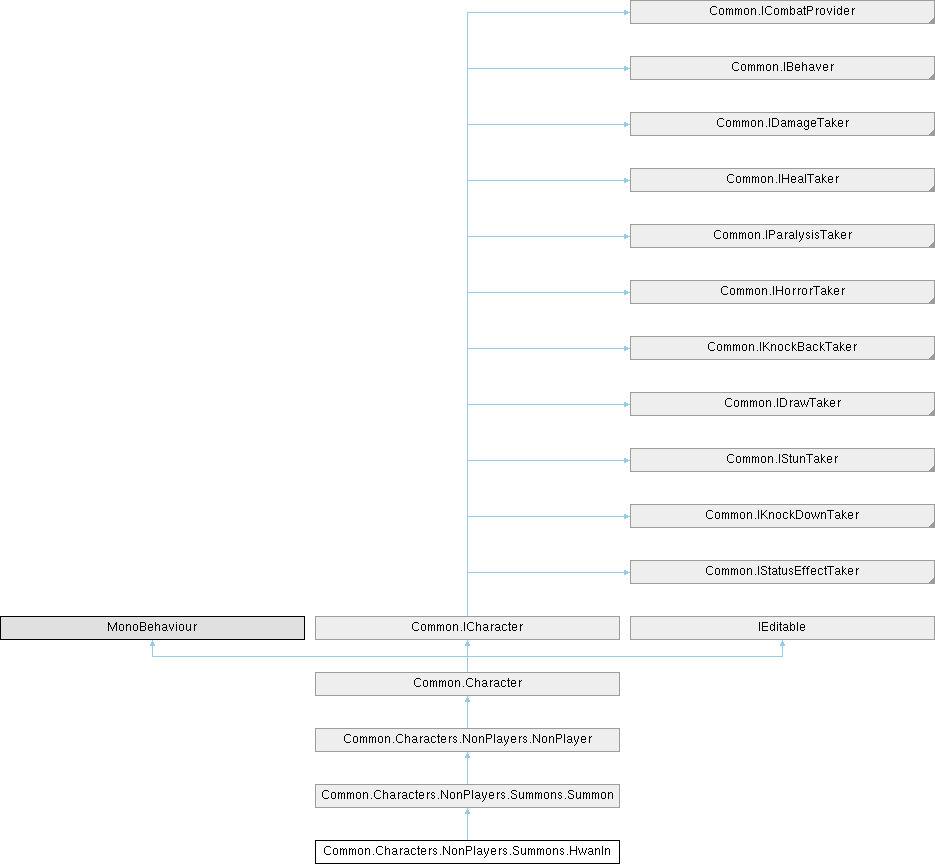 Common.ICombatProvider
Common.IBehaver
Common.IDamageTaker
Common.IHealTaker
Common.IParalysisTaker
Common.IHorrorTaker
Common.IKnockBackTaker
Common.IDrawTaker
Common.IStunTaker
Common.IKnockDownTaker
Common.IStatusEffectTaker
MonoBehaviour
Common.ICharacter
IEditable
Common.Character
Common.Characters.NonPlayers.NonPlayer
Common.Characters.NonPlayers.Summons.Summon
Common.Characters.NonPlayers.Summons.HwanIn